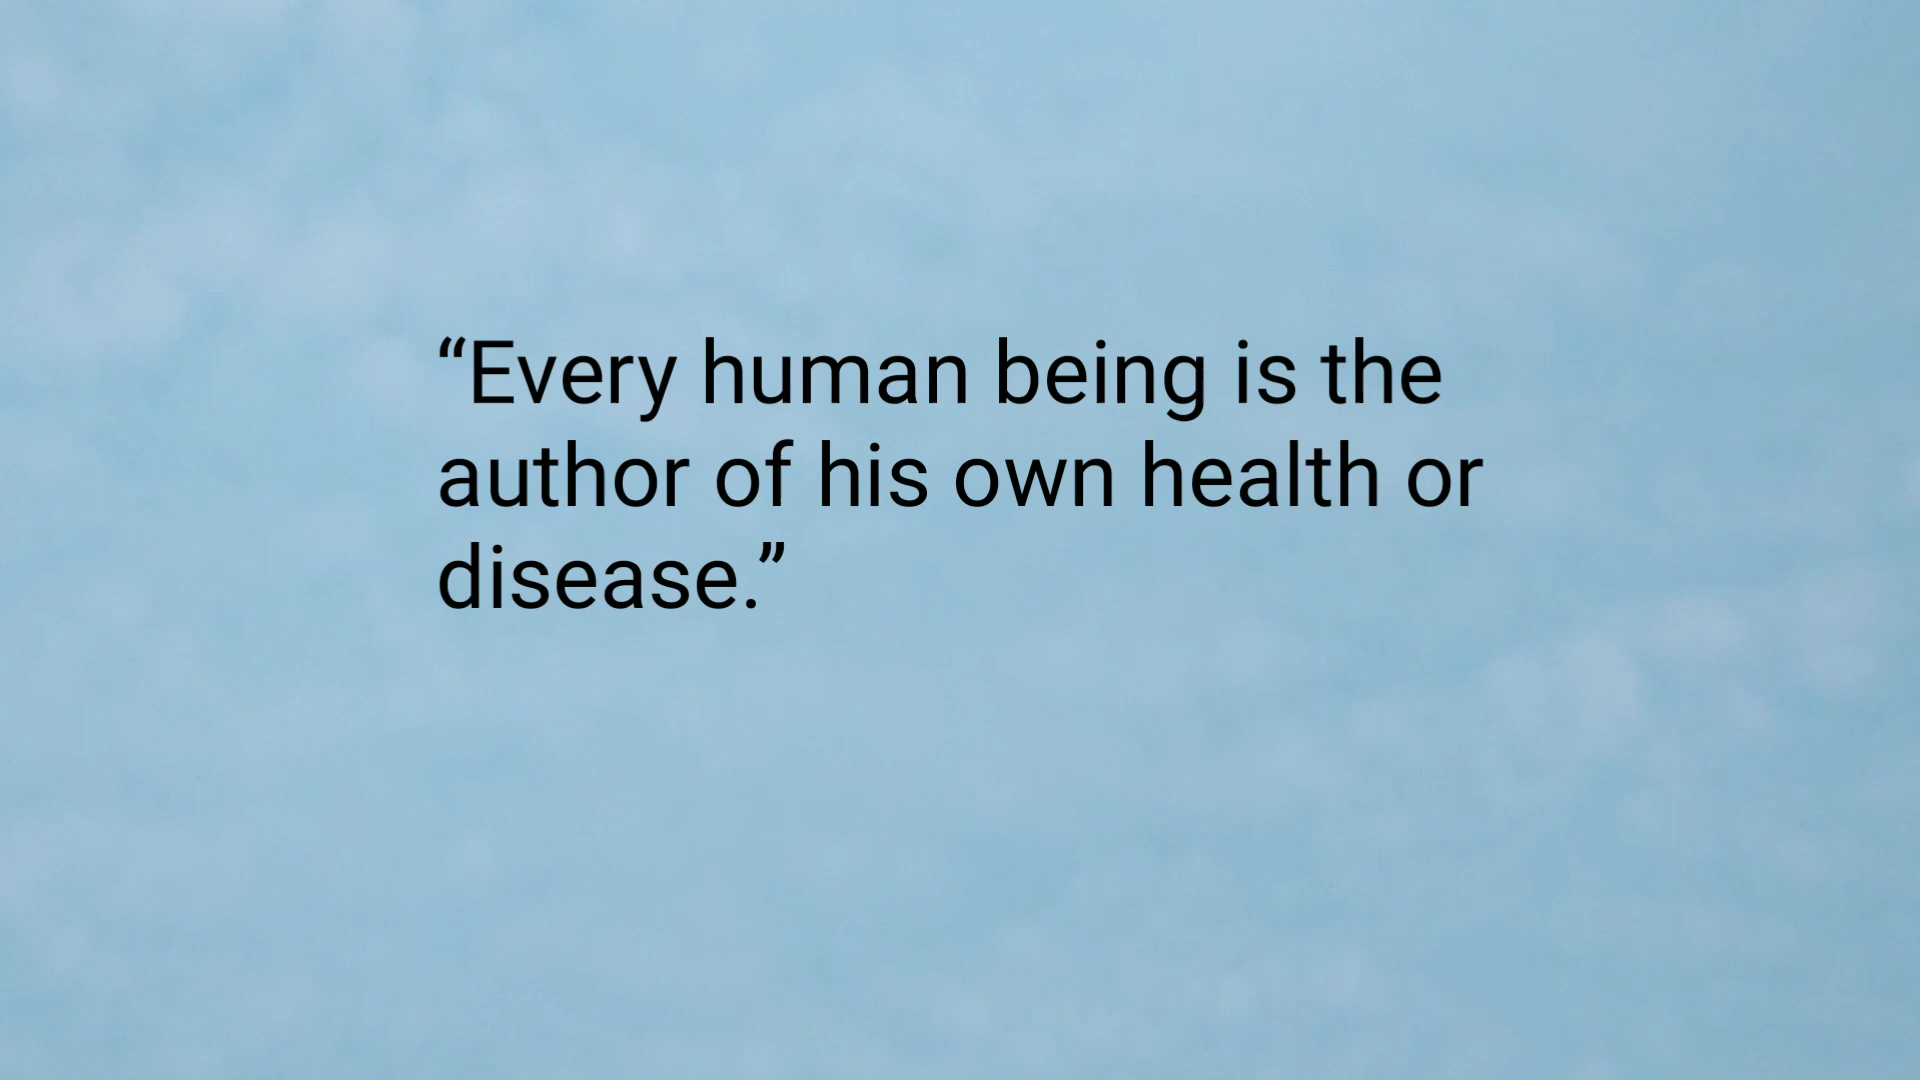 “Every human being is the
author of his own health or
disease.”